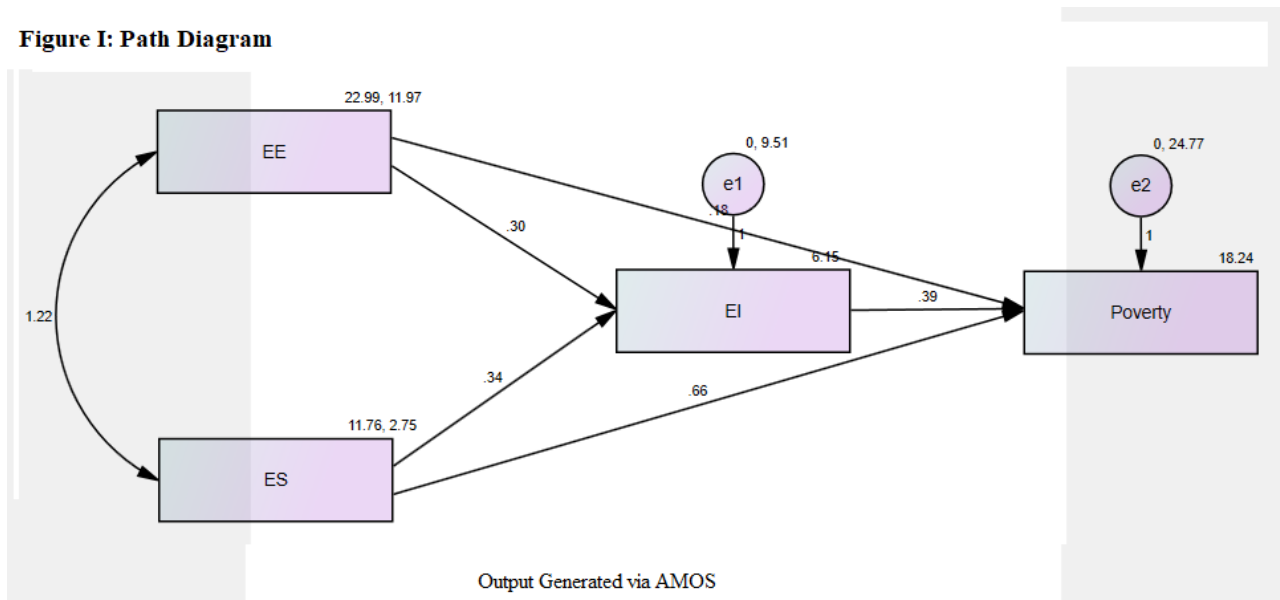 Figure I: Path Diagram
22.99, 11.97
EE
0, 9.51
e1
0, 24.77
e2
.18
1
1
.30
6.15
18.24
EI
.39
Poverty
1.22
.34
.66
11.76, 2.75
ES
Output Generated via AMOS